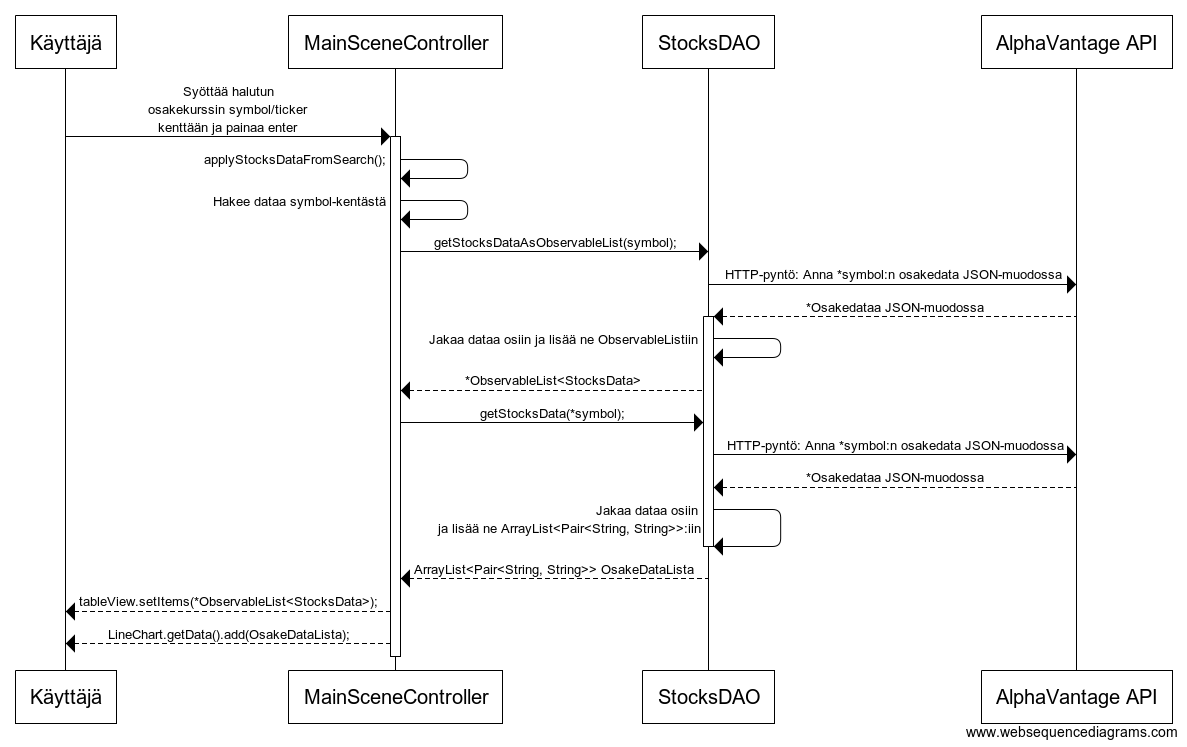 Käyttäjä
MainSceneController
StocksDAO
AlphaVantage API
Syöttää halutun
osakekurssin symbol/ticker
kenttään ja painaa enter
applyStocksDataFromSearch();
Hakee dataa symbol-kentästä
getStocksDataAsObservableList(symbol);
HTTP-pyntö: Anna *symbol:n osakedata JSON-muodossa
*Osakedataa JSON-muodossa
Jakaa dataa osiin ja lisää ne ObservableListiin
*ObservableList<StocksData>
getStocksData(*symbol);
HTTP-pyntö: Anna *symbol:n osakedata JSON-muodossa
*Osakedataa JSON-muodossa
Jakaa dataa osiin
ja lisää ne ArrayList<Pair<String, String>>:iin
ArrayList<Pair<String, String>> OsakeDataLista
tableView.setItems(*ObservableList<StocksData>);
LineChart.getData().add(OsakeDataLista);
Käyttäjä
MainSceneController
StocksDAO
AlphaVantage API
www.websequencediagrams.com